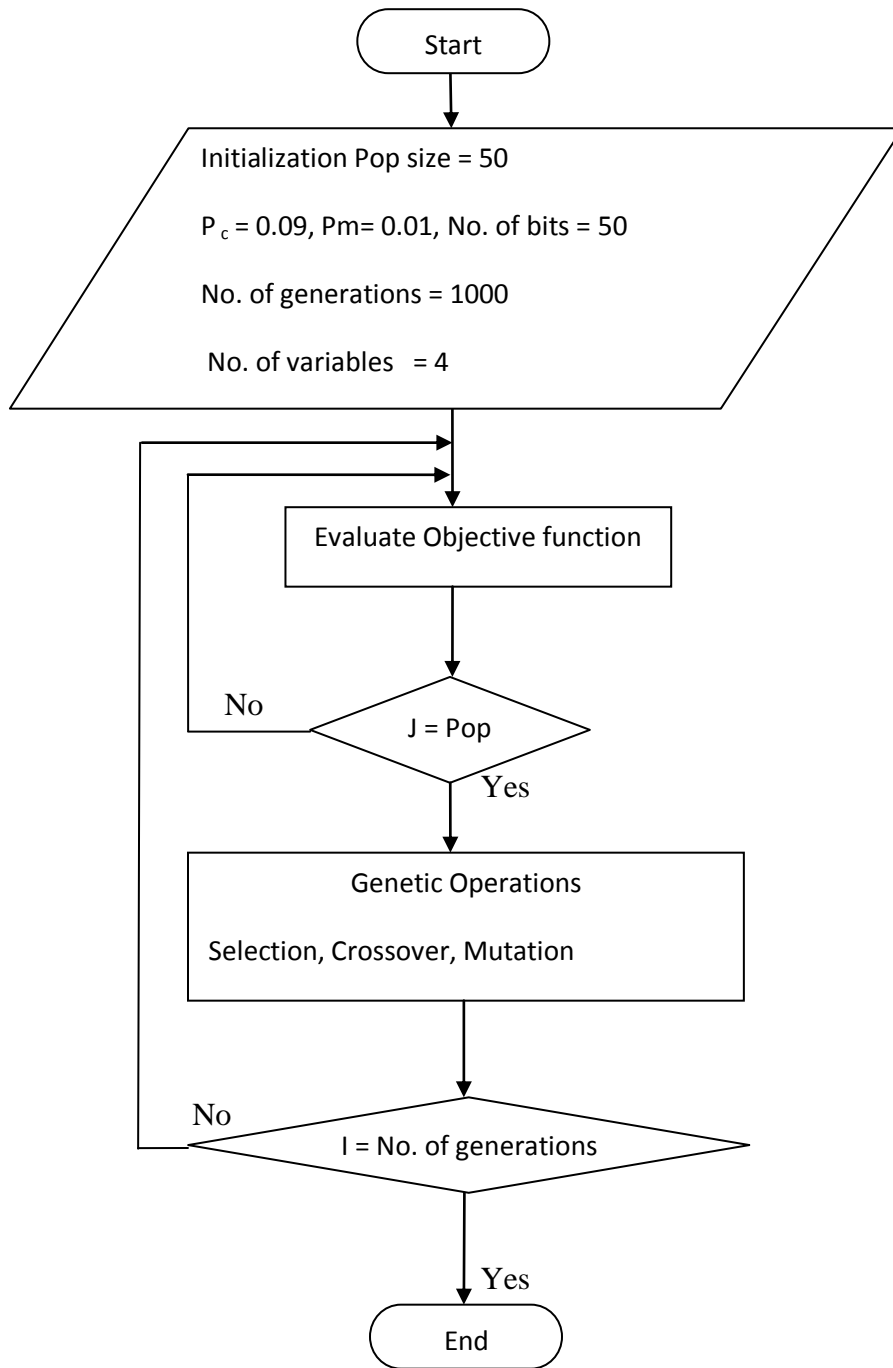 Start
Initialization Pop size = 50
P c = 0.09, Pm= 0.01, No. of bits = 50
No. of generations = 1000
No. of variables = 4
Evaluate Objective function
No
J = Pop
Yes
Genetic Operations
Selection, Crossover, Mutation
No
I = No. of generations
Yes
End